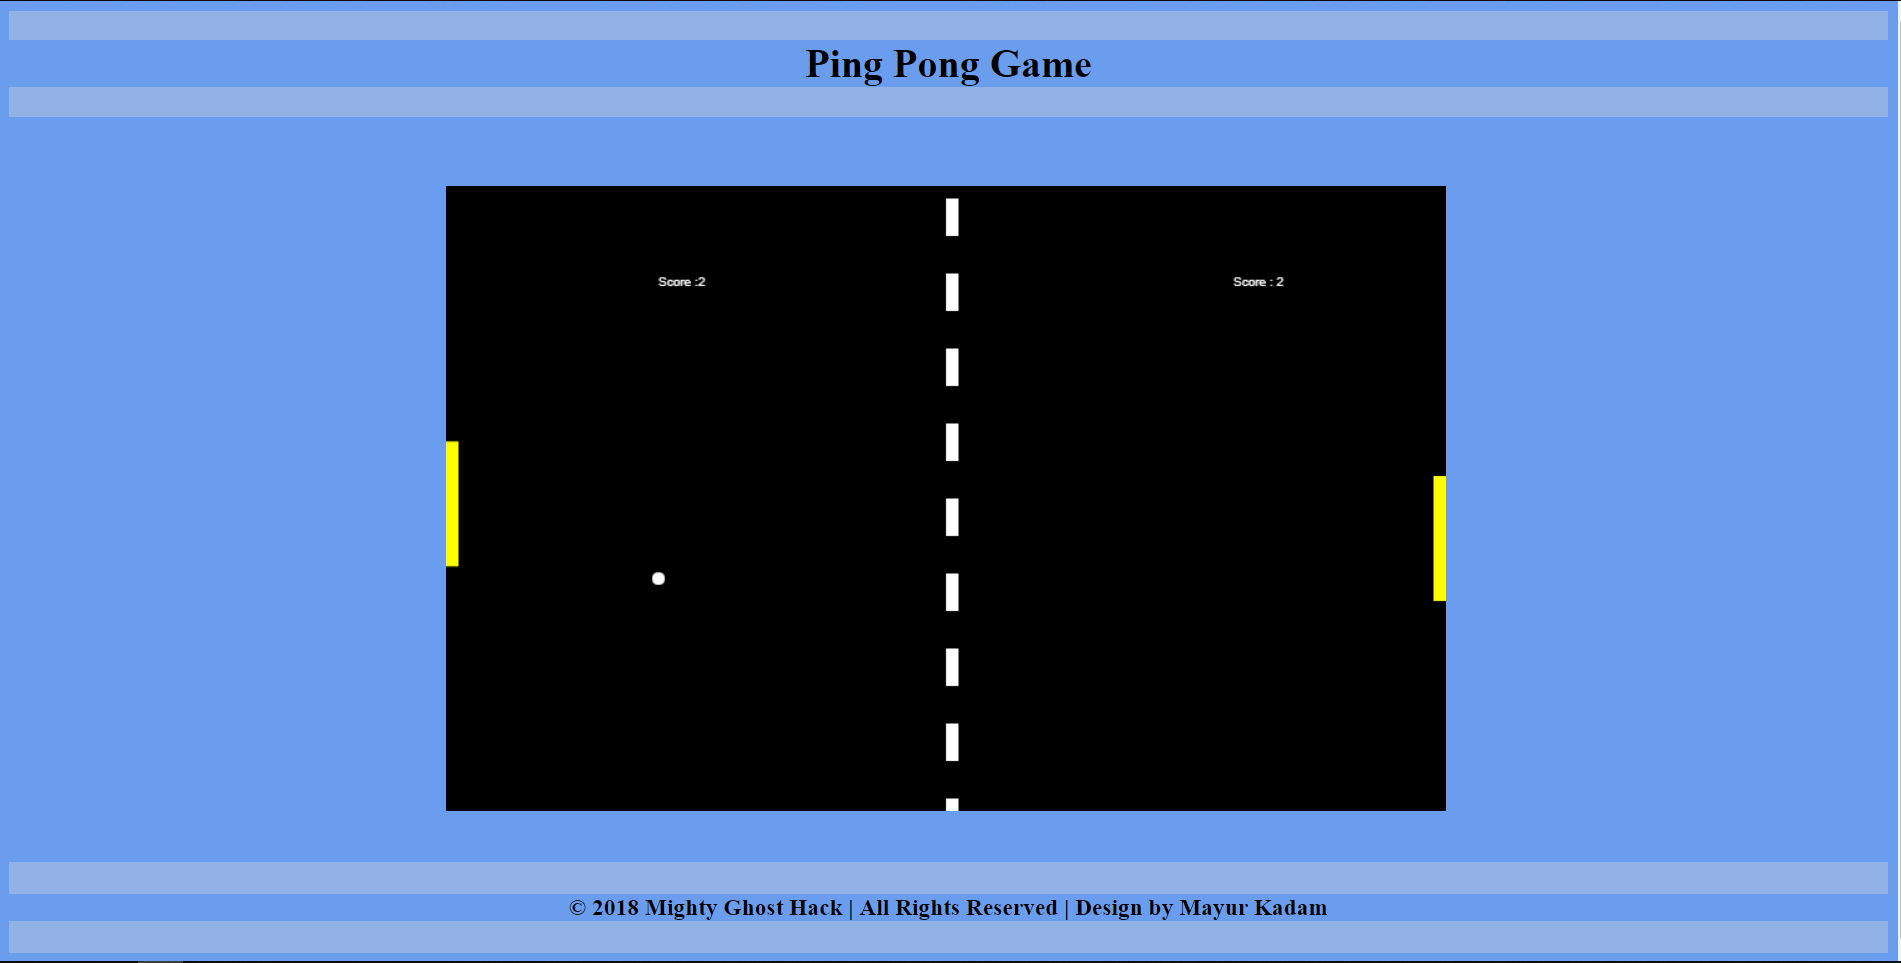 Ping Pong Game
Score :2
Score : 2
© 2018 Mighty Ghost Hack | All Rights Reserved | Design by Mayur Kadam